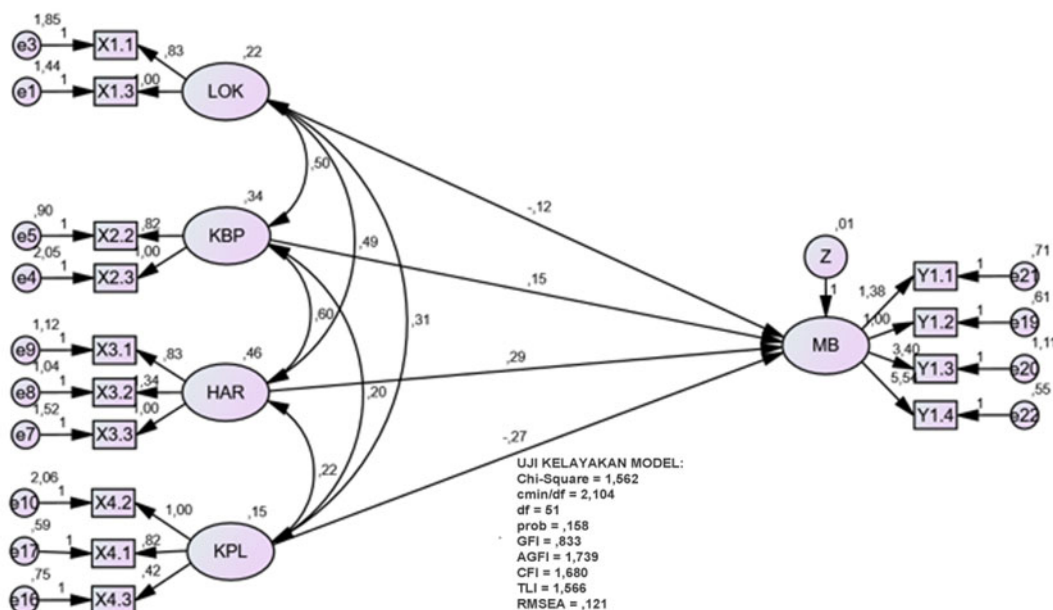 1,85
e3
1
X1.1
,83
,22
LOK
1,44
e1
1
X1.3
1,00
,50
,34
,90
e5
1
X2.2
,82
KBP
2,05
e4
1
X2.3
1,00
,49
,60
,31
1,12
e9
1
X3.1
,83
,46
1,04
e8
1
X3.2
1,34
HAR
1,52
e7
1
X3.3
1,00
,20
,22
2,06
e10
1
X4.2
1,00
,15
,59
e17
1
X4.1
,82
KPL
,75
e16
1
X4.3
,42
-,12
,15
,29
-,27
,01
Z
1
MB
,71
1,38
Y1.1
1
e21
,61
1,00
Y1.2
1
e19
1,11
3,40
Y1.3
1
e20
,55
5,54
Y1.4
1
e22
UJI KELAYAKAN MODEL:
Chi-Square = 1,562
cmin/df = 2,104
df = 51
prob = ,158
GFI = ,833
AGFI = 1,739
CFI = 1,680
TLI = 1,566
RMSEA = ,121